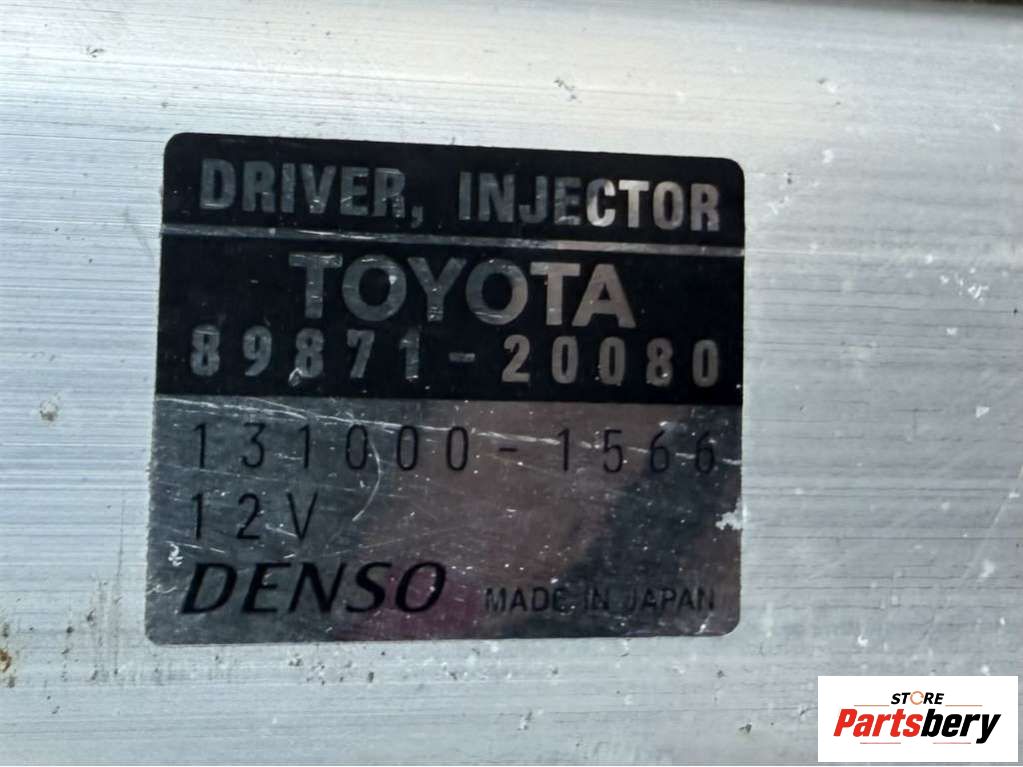 DRIVER, INJECTOR
TOYOTA
89871-20080
131000-1566
12V
DENSO MADE IN JAPAN
STORE
Partsbery